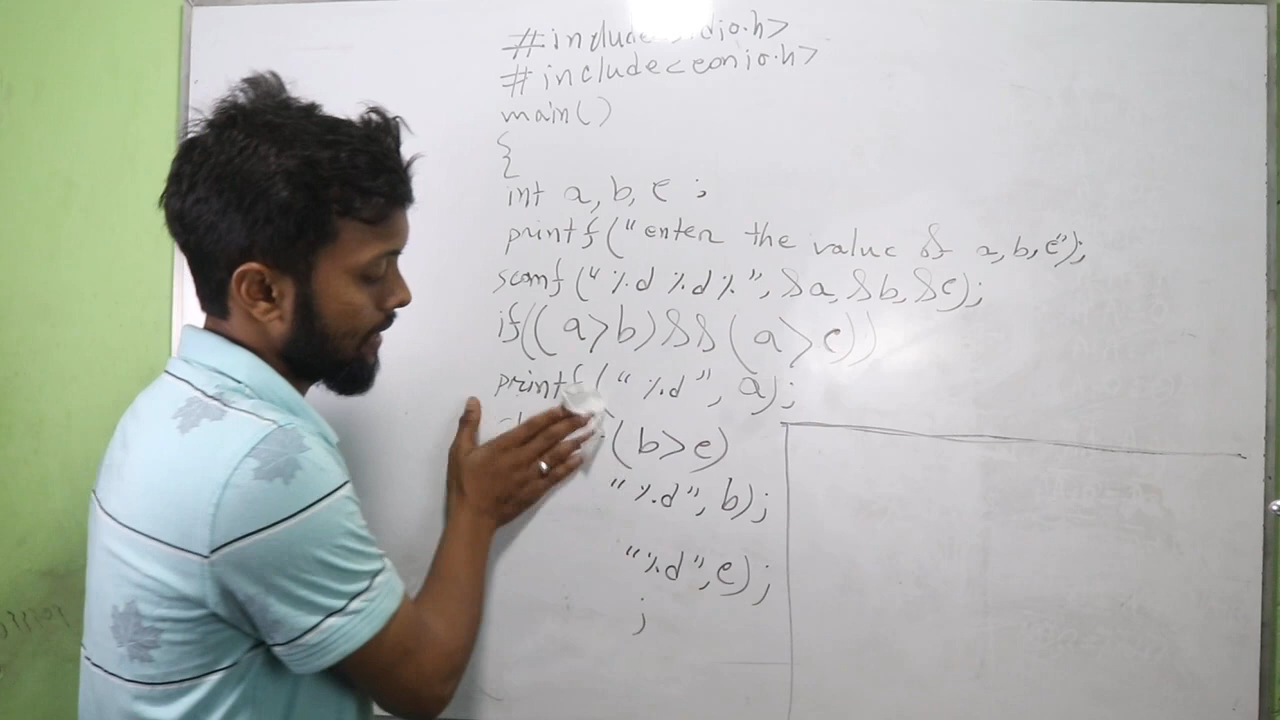 #include stdio.h>
#include<conio.h>
main()
{
int a, b, c ;
printf("enter the value of a, b, c");
scanf("%d %d %", &a, &b, &c);
if((a>b)&&(a>c))
printf("%d", a);
(b>c)
"%d", b);
"%d", c);
;